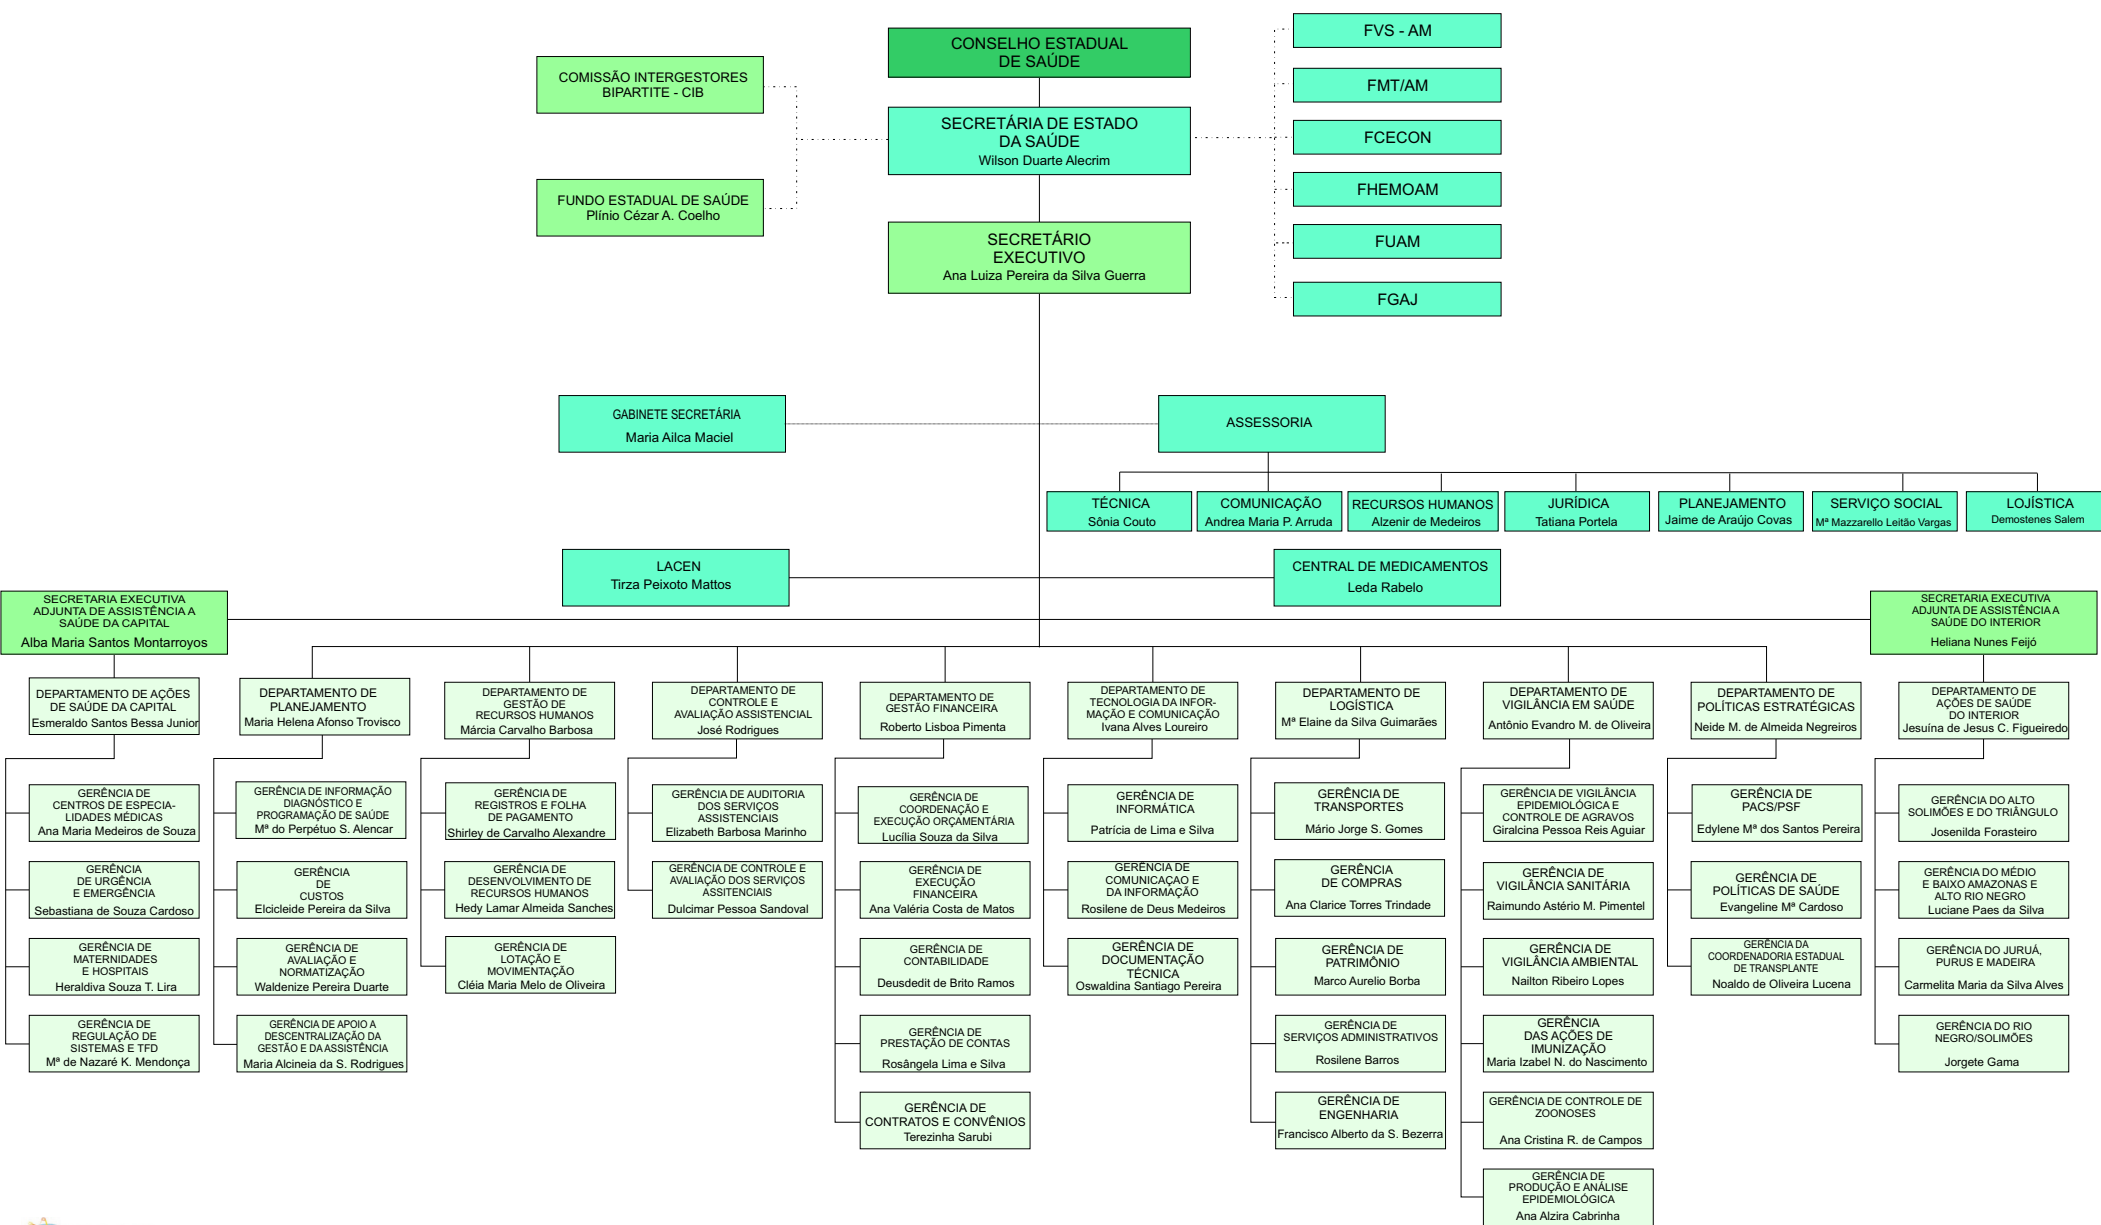 CONSELHO ESTADUAL
DE SAÚDE
COMISSÃO INTERGESTORES
BIPARTITE - CIB
SECRETÁRIA DE ESTADO
DA SAÚDE
Wilson Duarte Alecrim
FUNDO ESTADUAL DE SAÚDE
Plínio Cézar A. Coelho
SECRETÁRIO
EXECUTIVO
Ana Luiza Pereira da Silva Guerra
FVS - AM
FMT/AM
FCECON
FHEMOAM
FUAM
FGAJ
GABINETE SECRETÁRIA
Maria Ailca Maciel
ASSESSORIA
TÉCNICA
Sônia Couto
COMUNICAÇÃO
Andrea Maria P. Arruda
RECURSOS HUMANOS
Alzenir de Medeiros
JURÍDICA
Tatiana Portela
PLANEJAMENTO
Jaime de Araújo Covas
SERVIÇO SOCIAL
Mª Mazzarello Leitão Vargas
LOJÍSTICA
Demostenes Salem
LACEN
Tirza Peixoto Mattos
CENTRAL DE MEDICAMENTOS
Leda Rabelo
SECRETARIA EXECUTIVA
ADJUNTA DE ASSISTÊNCIA A
SAÚDE DA CAPITAL
Alba Maria Santos Montarroyos
SECRETARIA EXECUTIVA
ADJUNTA DE ASSISTÊNCIA A
SAÚDE DO INTERIOR
Heliana Nunes Feijó
DEPARTAMENTO DE AÇÕES
DE SAÚDE DA CAPITAL
Esmeraldo Santos Bessa Junior
GERÊNCIA DE
CENTROS DE ESPECIA-
LIDADES MÉDICAS
Ana Maria Medeiros de Souza
GERÊNCIA
DE URGÊNCIA
E EMERGÊNCIA
Sebastiana de Souza Cardoso
GERÊNCIA DE
MATERNIDADES
E HOSPITAIS
Heraldiva Souza T. Lira
GERÊNCIA DE
REGULAÇÃO DE
SISTEMAS E TFD
Mª de Nazaré K. Mendonça
DEPARTAMENTO DE
PLANEJAMENTO
Maria Helena Afonso Trovisco
GERÊNCIA DE INFORMAÇÃO
DIAGNÓSTICO E
PROGRAMAÇÃO DE SAÚDE
Mª do Perpétuo S. Alencar
GERÊNCIA
DE
CUSTOS
Elcicleide Pereira da Silva
GERÊNCIA DE
AVALIAÇÃO E
NORMATIZAÇÃO
Waldenize Pereira Duarte
GERÊNCIA DE APOIO A
DESCENTRALIZAÇÃO DA
GESTÃO E DA ASSISTÊNCIA
Maria Alcineia da S. Rodrigues
DEPARTAMENTO DE
GESTÃO DE
RECURSOS HUMANOS
Márcia Carvalho Barbosa
GERÊNCIA DE
REGISTROS E FOLHA
DE PAGAMENTO
Shirley de Carvalho Alexandre
GERÊNCIA DE
DESENVOLVIMENTO DE
RECURSOS HUMANOS
Hedy Lamar Almeida Sanches
GERÊNCIA DE
LOTAÇÃO E
MOVIMENTAÇÃO
Cléia Maria Melo de Oliveira
DEPARTAMENTO DE
CONTROLE E
AVALIAÇÃO ASSISTENCIAL
José Rodrigues
GERÊNCIA DE AUDITORIA
DOS SERVIÇOS
ASSISTENCIAIS
Elizabeth Barbosa Marinho
GERÊNCIA DE CONTROLE E
AVALIAÇÃO DOS SERVIÇOS
ASSITENCIAIS
Dulcimar Pessoa Sandoval
DEPARTAMENTO DE
GESTÃO FINANCEIRA
Roberto Lisboa Pimenta
GERÊNCIA DE
COORDENAÇÃO E
EXECUÇÃO ORÇAMENTÁRIA
Lucília Souza da Silva
GERÊNCIA DE
EXECUÇÃO
FINANCEIRA
Ana Valéria Costa de Matos
GERÊNCIA DE
CONTABILIDADE
Deusdedit de Brito Ramos
GERÊNCIA DE
PRESTAÇÃO DE CONTAS
Rosângela Lima e Silva
GERÊNCIA DE
CONTRATOS E CONVÊNIOS
Terezinha Sarubi
DEPARTAMENTO DE
TECNOLOGIA DA INFOR-
MAÇÃO E COMUNICAÇÃO
Ivana Alves Loureiro
GERÊNCIA DE
INFORMÁTICA
Patrícia de Lima e Silva
GERÊNCIA DE
COMUNICAÇAO E
DA INFORMAÇÃO
Rosilene de Deus Medeiros
GERÊNCIA DE
DOCUMENTAÇÃO
TÉCNICA
Oswaldina Santiago Pereira
DEPARTAMENTO DE
LOGÍSTICA
Mª Elaine da Silva Guimarães
GERÊNCIA DE
TRANSPORTES
Mário Jorge S. Gomes
GERÊNCIA
DE COMPRAS
Ana Clarice Torres Trindade
GERÊNCIA DE
PATRIMÔNIO
Marco Aurelio Borba
GERÊNCIA DE
SERVIÇOS ADMINISTRATIVOS
Rosilene Barros
GERÊNCIA DE
ENGENHARIA
Francisco Alberto da S. Bezerra
DEPARTAMENTO DE
VIGILÂNCIA EM SAÚDE
Antônio Evandro M. de Oliveira
GERÊNCIA DE VIGILÂNCIA
EPIDEMIOLÓGICA E
CONTROLE DE AGRAVOS
Giralcina Pessoa Reis Aguiar
GERÊNCIA DE
VIGILÂNCIA SANITÁRIA
Raimundo Astério M. Pimentel
GERÊNCIA DE
VIGILÂNCIA AMBIENTAL
Nailton Ribeiro Lopes
GERÊNCIA
DAS AÇÕES DE
IMUNIZAÇÃO
Maria Izabel N. do Nascimento
GERÊNCIA DE CONTROLE DE
ZOONOSES
Ana Cristina R. de Campos
GERÊNCIA DE
PRODUÇÃO E ANÁLISE
EPIDEMIOLÓGICA
Ana Alzira Cabrinha
DEPARTAMENTO DE
POLÍTICAS ESTRATÉGICAS
Neide M. de Almeida Negreiros
GERÊNCIA DE
PACS/PSF
Edylene Mª dos Santos Pereira
GERÊNCIA DE
POLÍTICAS DE SAÚDE
Evangeline Mª Cardoso
GERÊNCIA DA
COORDENADORIA ESTADUAL
DE TRANSPLANTE
Noaldo de Oliveira Lucena
DEPARTAMENTO DE
AÇÕES DE SAÚDE
DO INTERIOR
Jesuína de Jesus C. Figueiredo
GERÊNCIA DO ALTO
SOLIMÕES E DO TRIÂNGULO
Josenilda Forasteiro
GERÊNCIA DO MÉDIO
E BAIXO AMAZONAS E
ALTO RIO NEGRO
Luciane Paes da Silva
GERÊNCIA DO JURUÁ,
PURUS E MADEIRA
Carmelita Maria da Silva Alves
GERÊNCIA DO RIO
NEGRO/SOLIMÕES
Jorgete Gama